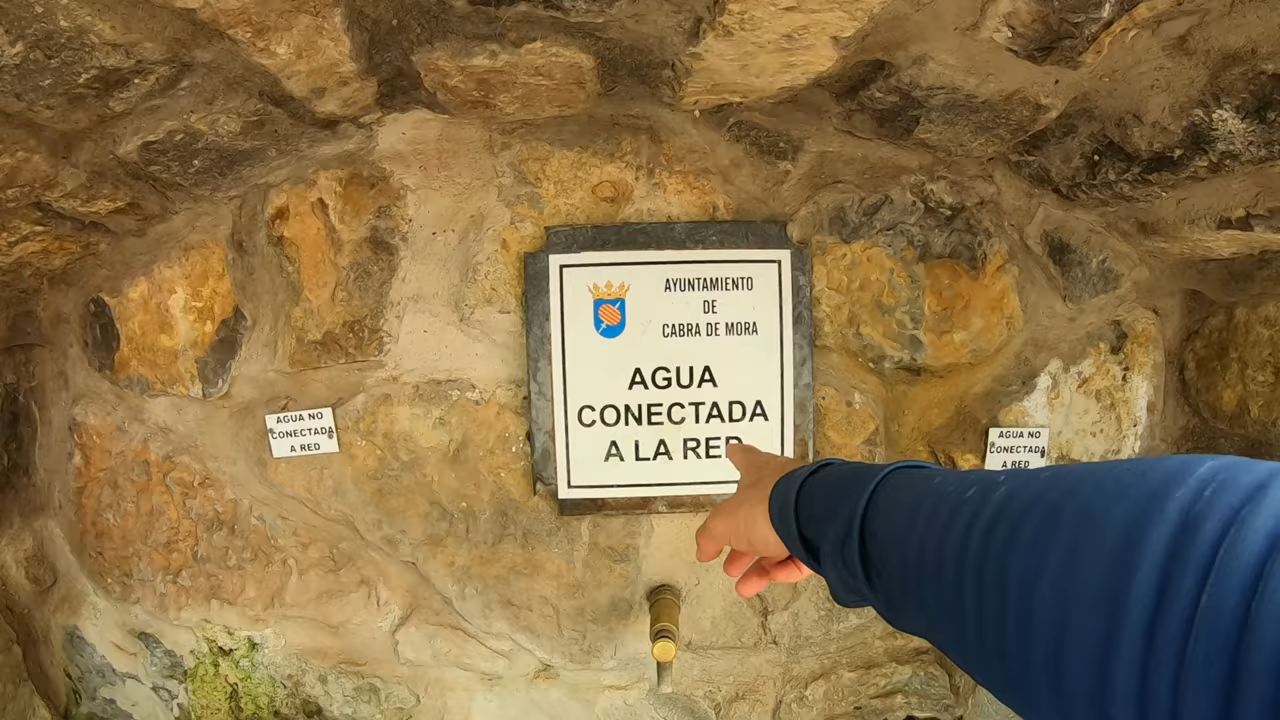 AYUNTAMIENTO
DE
CABRA DE MORA
AGUA
CONECTADA
A LA RED
AGUA NO
CONECTADA
A RED
AGUA NO
CONECTADA
A RED